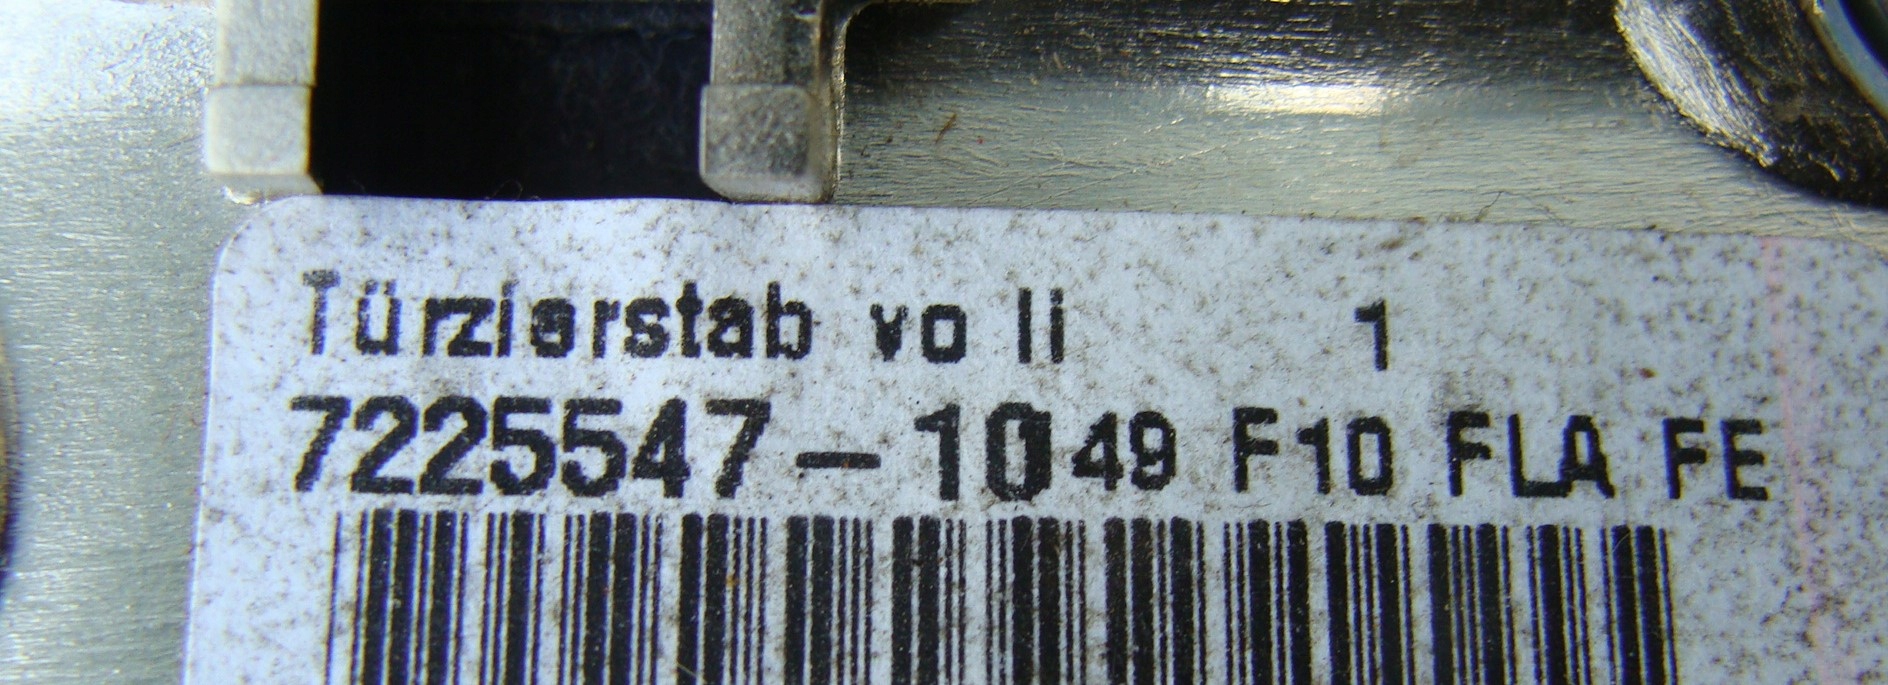 Türzierstab vo li 1
7225547-10 49 F10 FLA FE